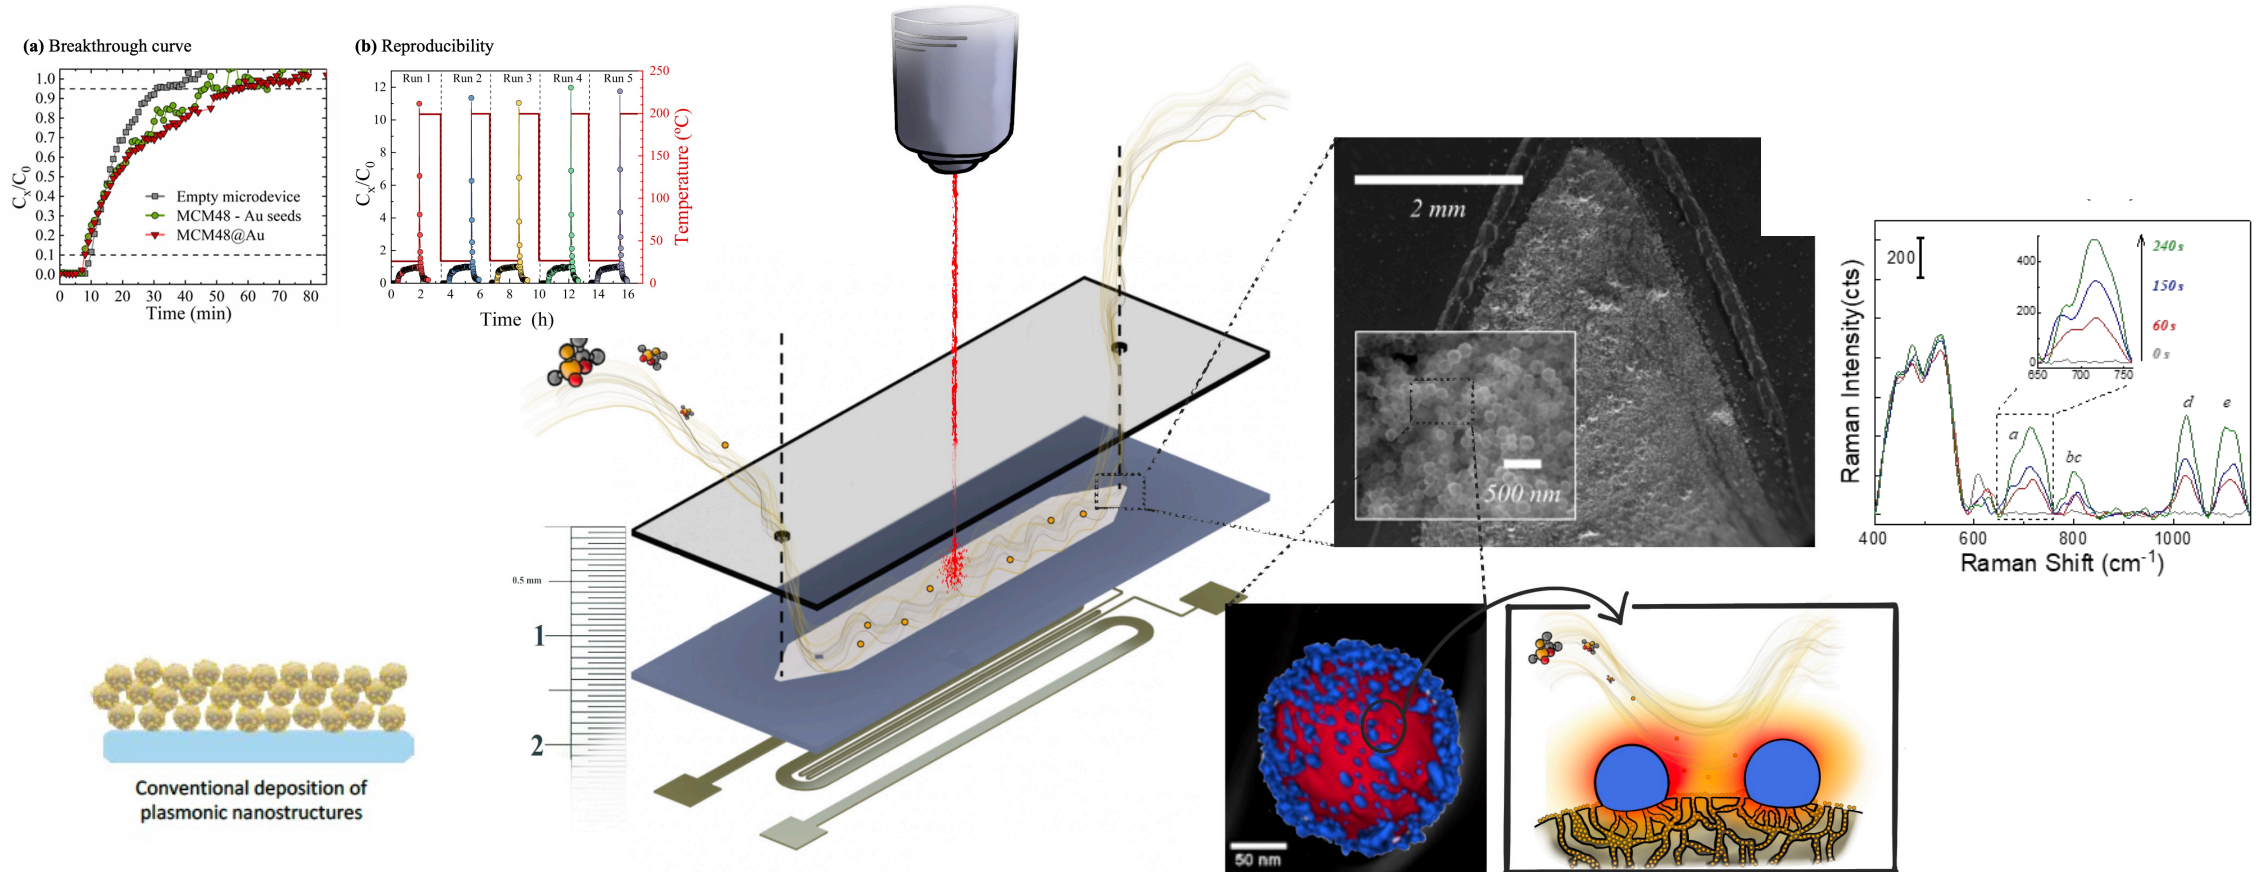 (a) Breakthrough curve
1.0
0.9
0.8
0.7
0.6
0.5
0.4
0.3
0.2
0.1
0.0
Cx/C0
Empty microdevice
MCM48 - Au seeds
MCM48@Au
0 10 20 30 40 50 60 70 80
Time (min)
(b) Reproducibility
Run 1 Run 2 Run 3 Run 4 Run 5
12
10
8
6
4
2
0
Cx/C0
250
200
150
100
50
0
Temperature (ºC)
0 2 4 6 8 10 12 14 16
Time (h)
0.5 mm
1
2
Conventional deposition of
plasmonic nanostructures
2 mm
500 nm
50 nm
200
Raman Intensity(cts)
400
200
0
650 700 750
240 s
150 s
60 s
0 s
a
bc
d
e
400 600 800 1000
Raman Shift (cm-1)